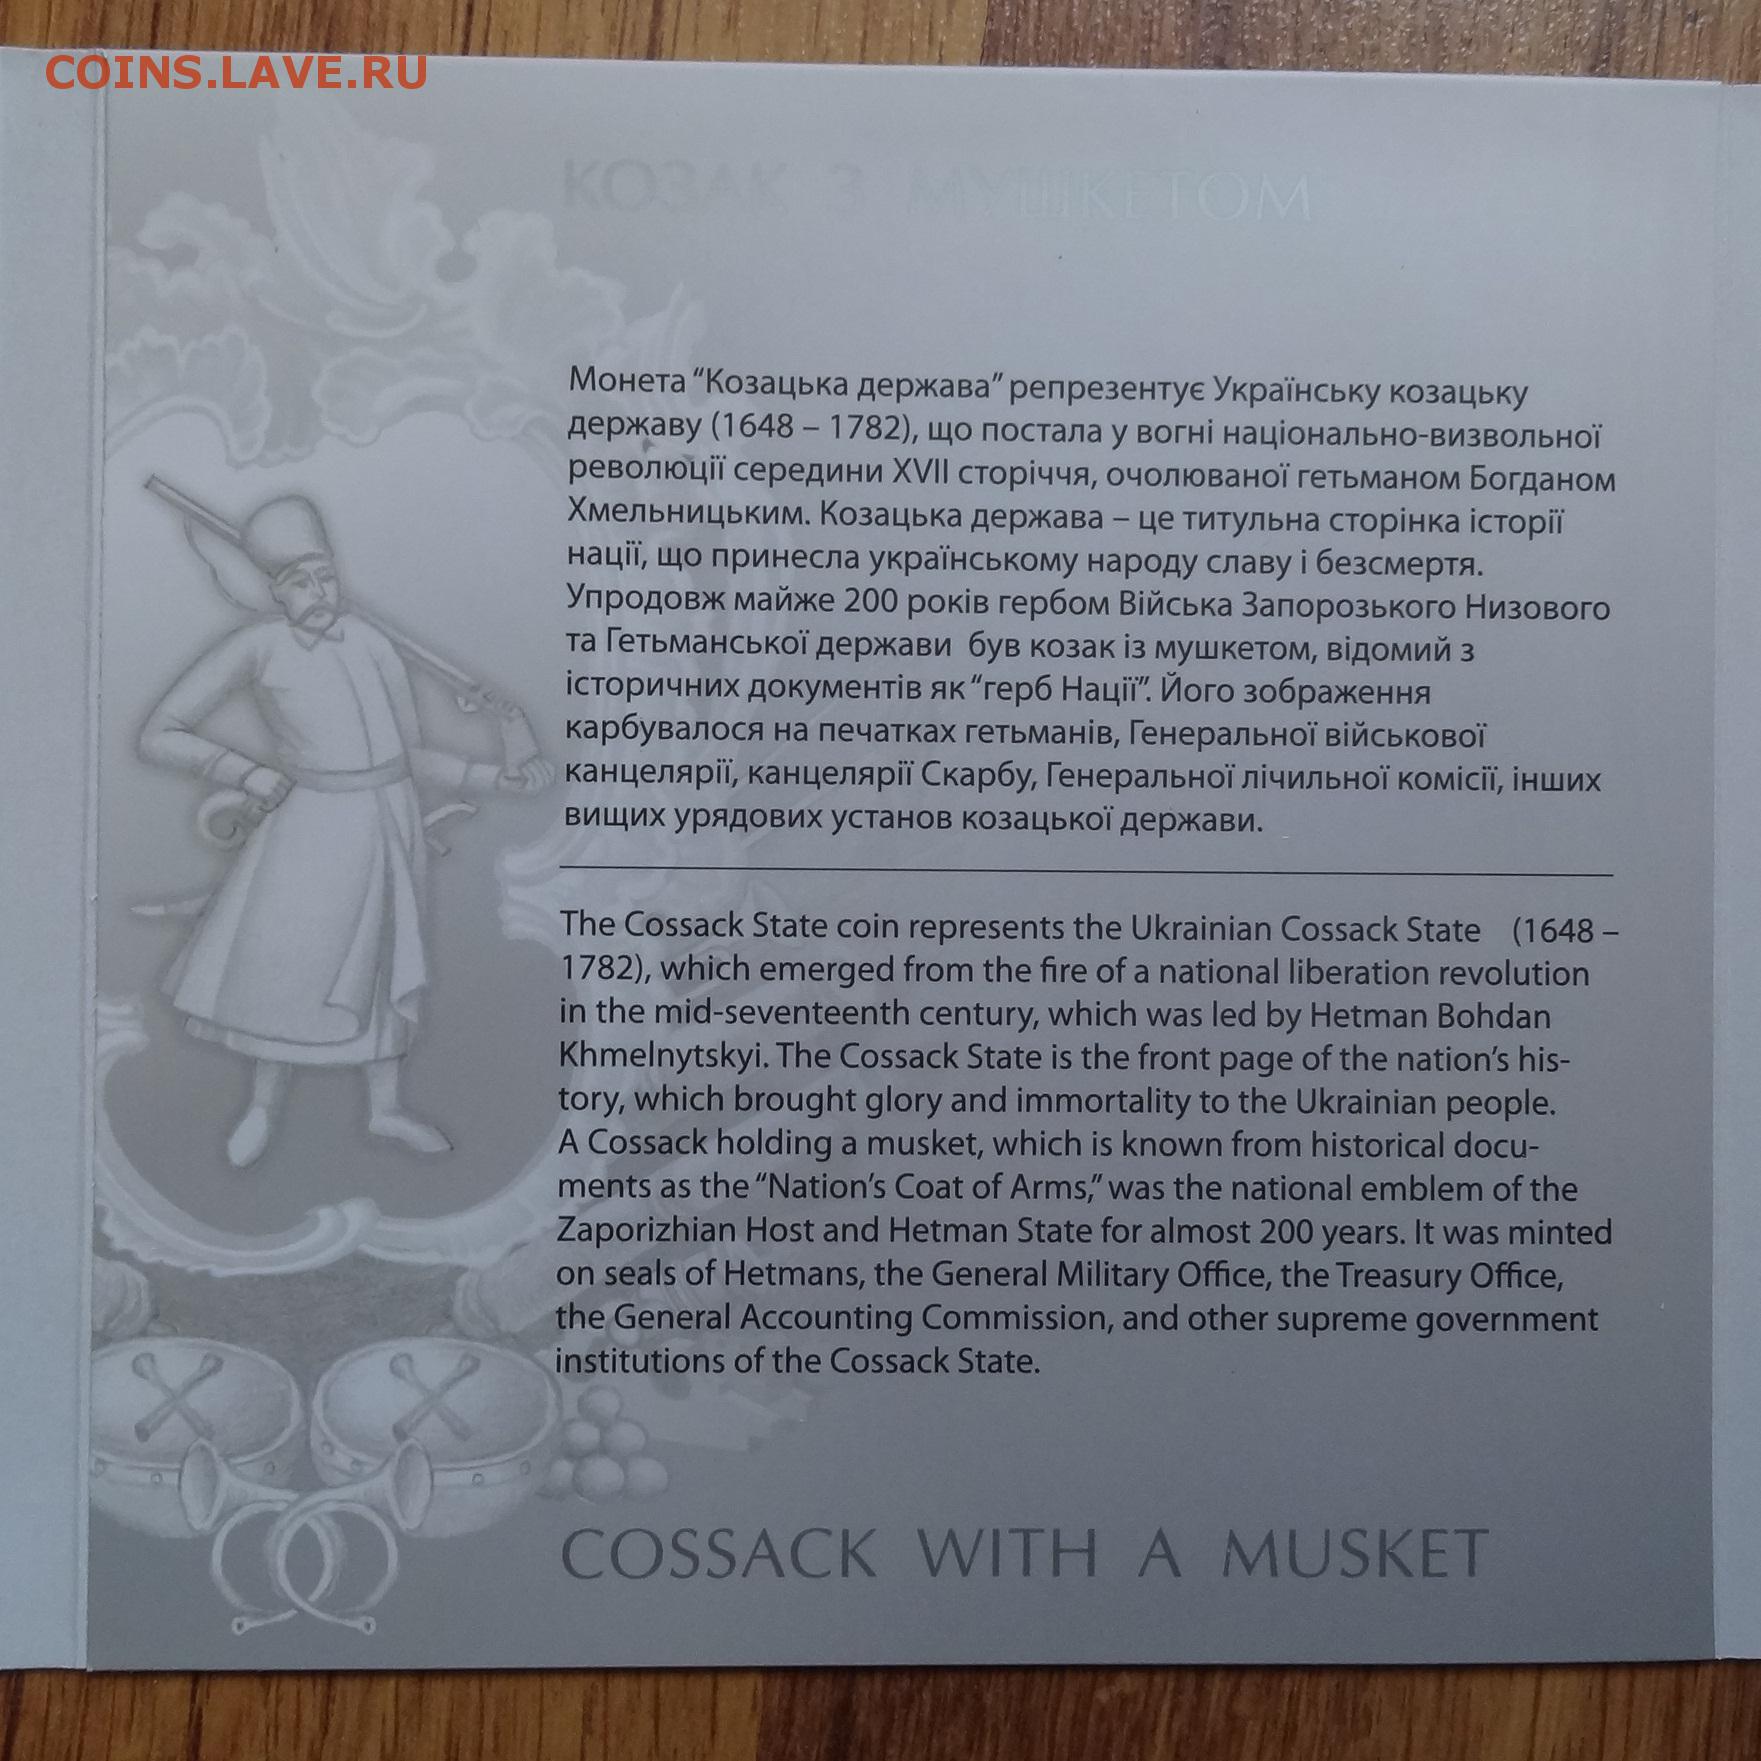 COINS.LAVE.RU
КОЗАК З МУШКЕТОМ
Монета “Козацька держава” репрезентує Українську козацьку
державу (1648 – 1782), що постала у вогні національно-визвольної
революції середини XVII сторіччя, очолюваної гетьманом Богданом
Хмельницьким. Козацька держава – це титульна сторінка історії
нації, що принесла українському народу славу і безсмертя.
Упродовж майже 200 років гербом Війська Запорозького Низового
та Гетьманської держави був козак із мушкетом, відомий з
історичних документів як “герб Нації”. Його зображення
карбувалося на печатках гетьманів, Генеральної військової
канцелярії, канцелярії Скарбу, Генеральної лічильної комісії, інших
вищих урядових установ козацької держави.
The Cossack State coin represents the Ukrainian Cossack State (1648 –
1782), which emerged from the fire of a national liberation revolution
in the mid-seventeenth century, which was led by Hetman Bohdan
Khmelnytskyi. The Cossack State is the front page of the nation’s his-
tory, which brought glory and immortality to the Ukrainian people.
A Cossack holding a musket, which is known from historical docu-
ments as the “Nation’s Coat of Arms,” was the national emblem of the
Zaporizhian Host and Hetman State for almost 200 years. It was minted
on seals of Hetmans, the General Military Office, the Treasury Office,
the General Accounting Commission, and other supreme government
institutions of the Cossack State.
COSSACK WITH A MUSKET